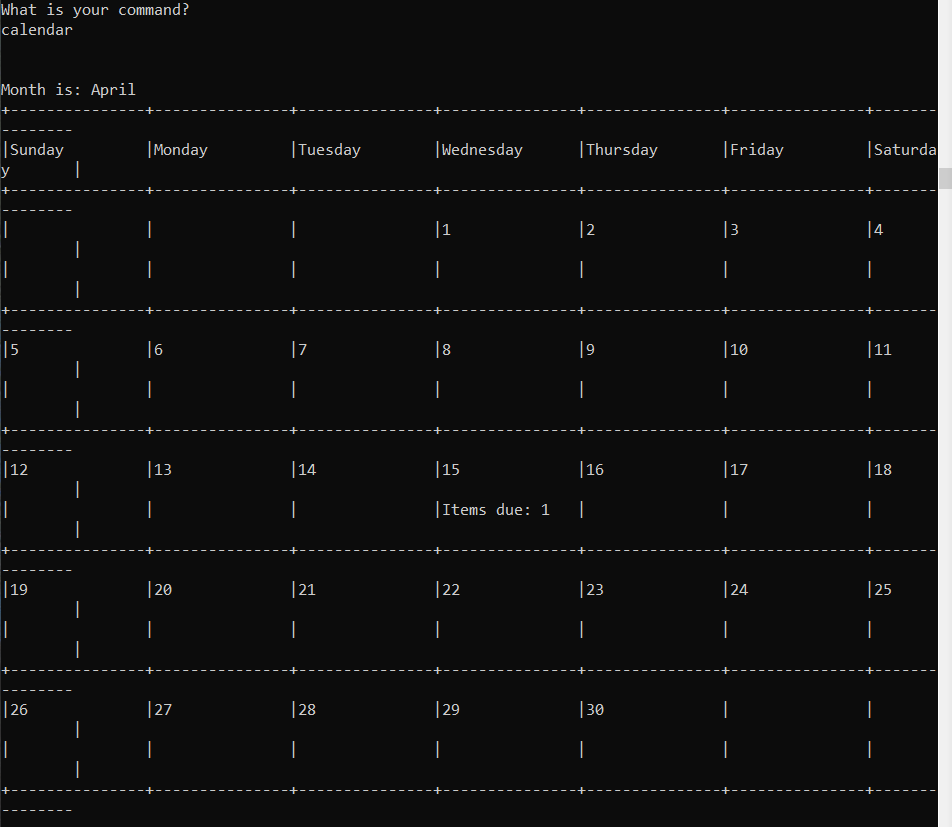 What is your command?
calendar

Month is: April
+---------------+---------------+---------------+---------------+---------------+---------------+-------
--------
|Sunday         |Monday         |Tuesday        |Wednesday      |Thursday       |Friday         |Saturda
y       |
+---------------+---------------+---------------+---------------+---------------+---------------+-------
--------
|               |               |               |1              |2              |3              |4
        |
|               |               |               |               |               |               |
        |
+---------------+---------------+---------------+---------------+---------------+---------------+-------
--------
|5              |6              |7              |8              |9              |10             |11
        |
|               |               |               |               |               |               |
        |
+---------------+---------------+---------------+---------------+---------------+---------------+-------
--------
|12             |13             |14             |15             |16             |17             |18
        |
|               |               |               |Items due: 1   |               |               |
        |
+---------------+---------------+---------------+---------------+---------------+---------------+-------
--------
|19             |20             |21             |22             |23             |24             |25
        |
|               |               |               |               |               |               |
        |
+---------------+---------------+---------------+---------------+---------------+---------------+-------
--------
|26             |27             |28             |29             |30             |               |
        |
|               |               |               |               |               |               |
        |
+---------------+---------------+---------------+---------------+---------------+---------------+-------
--------